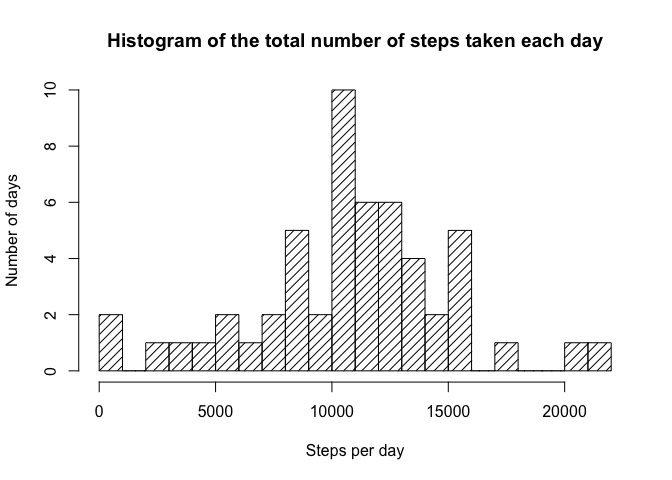 Histogram of the total number of steps taken each day
10
8
6
4
2
0
Number of days
0 5000 10000 15000 20000
Steps per day